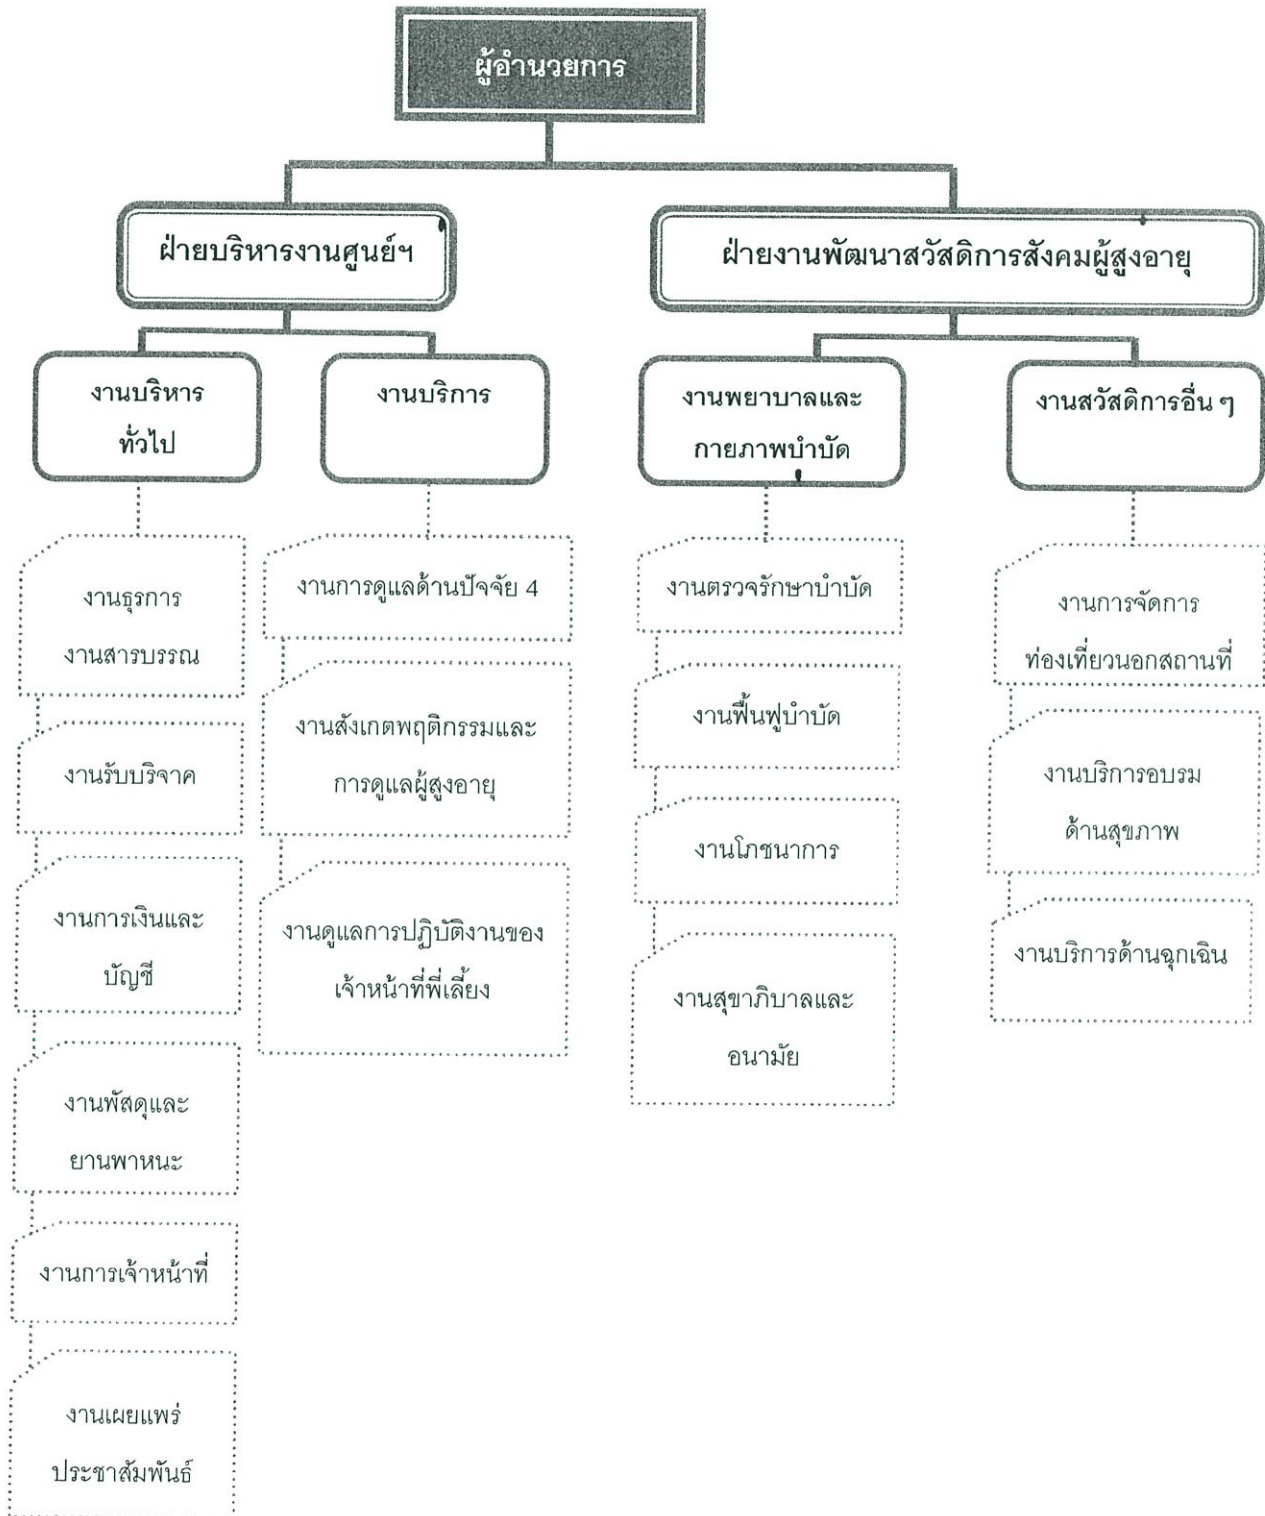 ผู้อำนวยการ
ฝ่ายบริหารงานศูนย์ฯ
ฝ่ายงานพัฒนาสวัสดิการสังคมผู้สูงอายุ
งานบริหาร
ทั่วไป
งานบริการ
งานพยาบาลและ
กายภาพบำบัด
งานสวัสดิการอื่น ๆ
งานธุรการ
งานสารบรรณ
งานรับบริจาค
งานการเงินและ
บัญชี
งานพัสดุและ
ยานพาหนะ
งานการเจ้าหน้าที่
งานเผยแพร่
ประชาสัมพันธ์
งานการดูแลด้านปัจจัย 4
งานสังเกตพฤติกรรมและ
การดูแลผู้สูงอายุ
งานดูแลการปฏิบัติงานของ
เจ้าหน้าที่พี่เลี้ยง
งานตรวจรักษาบำบัด
งานฟื้นฟูบำบัด
งานโภชนาการ
งานสุขาภิบาลและ
อนามัย
งานการจัดการ
ท่องเที่ยวนอกสถานที่
งานบริการอบรม
ด้านสุขภาพ
งานบริการด้านฉุกเฉิน